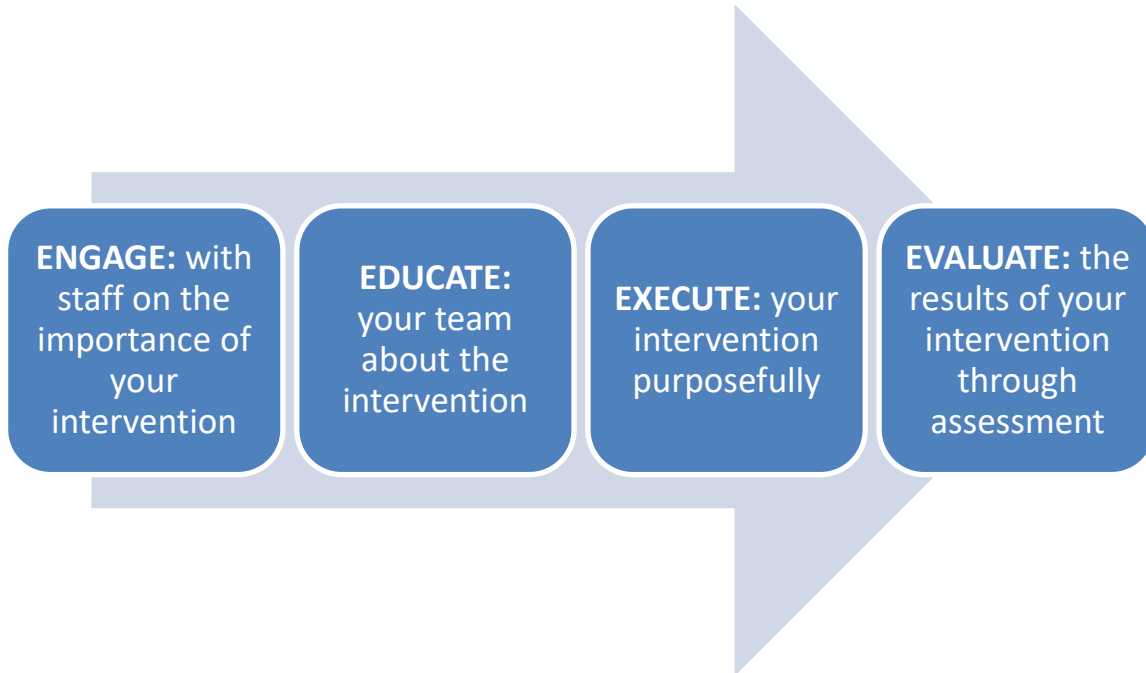 ENGAGE: with
staff on the
importance of
your
intervention
EDUCATE:
your team
about the
intervention
EXECUTE: your
intervention
purposefully
EVALUATE: the
results of your
intervention
through
assessment